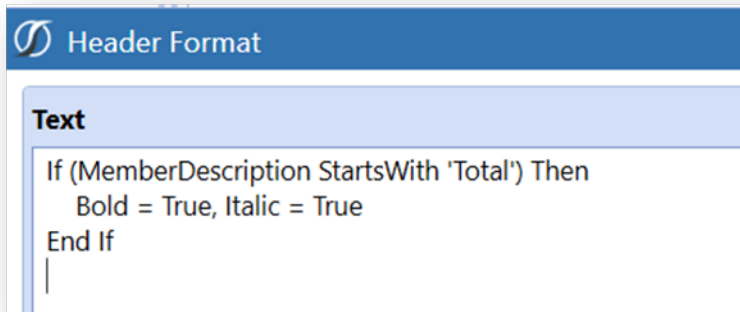 Header Format
Text
If (MemberDescription StartsWith 'Total') Then
Bold = True, Italic = True
End If